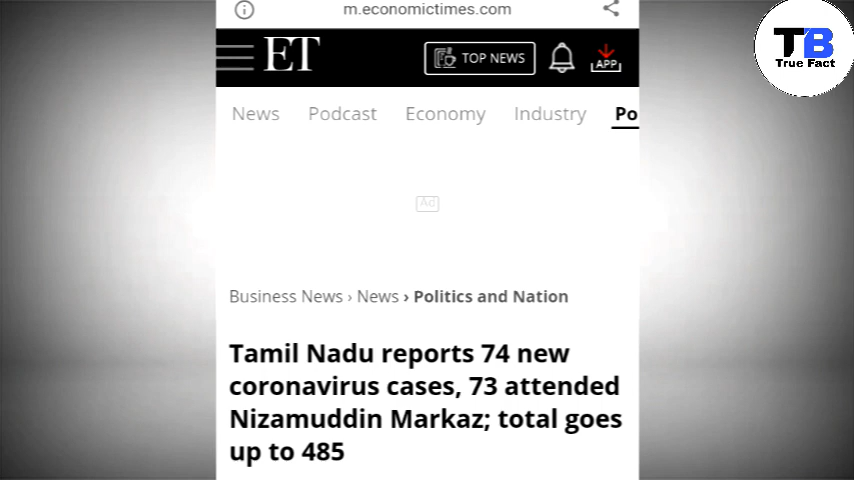 m.economictimes.com
TB
True Fact
ET
TOP NEWS
APP
News Podcast Economy Industry Po
Ad
Business News › News › Politics and Nation
Tamil Nadu reports 74 new
coronavirus cases, 73 attended
Nizamuddin Markaz; total goes
up to 485